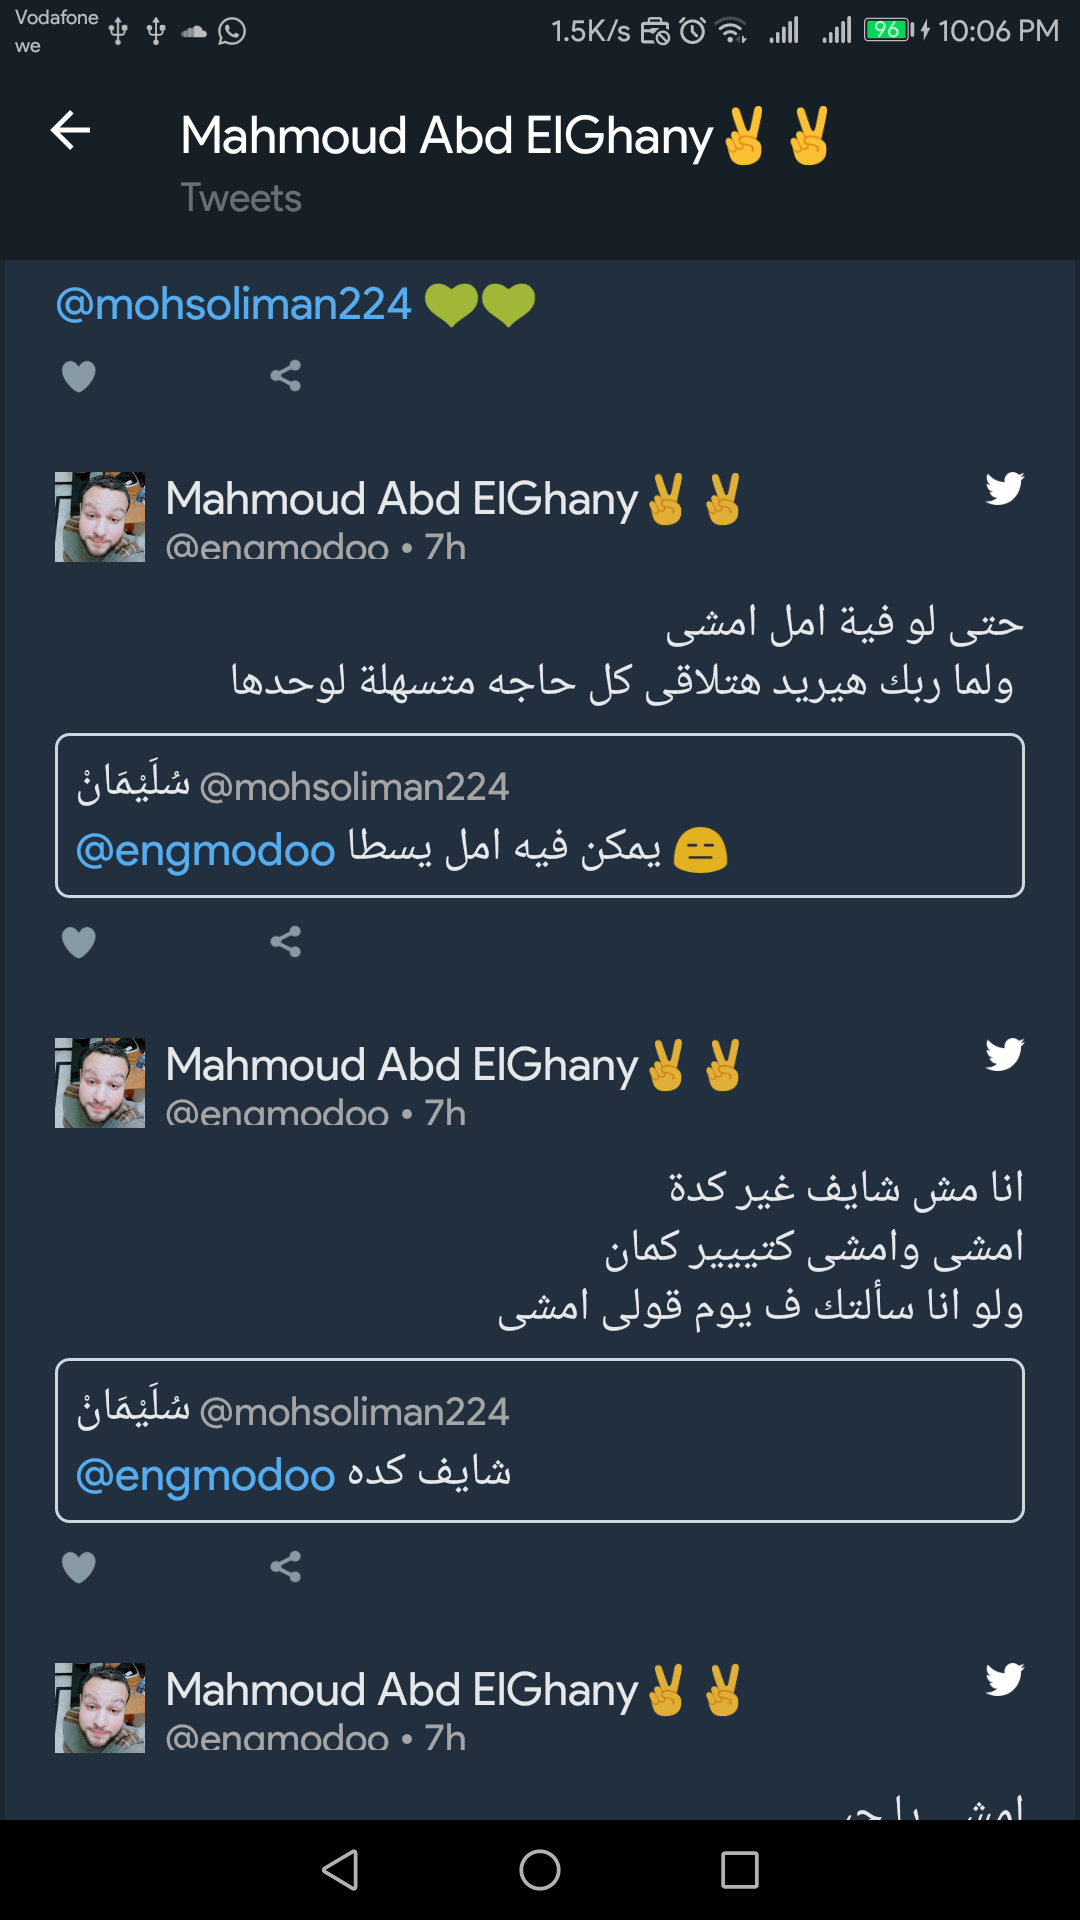 Vodafone
we
1.5K/s 96 10:06 PM
Mahmoud Abd ElGhany✌✌
Tweets
@mohsoliman224 💚💚
Mahmoud Abd ElGhany✌✌
@engmodoo • 7h
حتى لو فية امل امشى
ولما ربك هيريد هتلاقى كل حاجه متسهلة لوحدها
سُلَيْمَانْ @mohsoliman224
@engmodoo يمكن فيه امل يسطا 😑
Mahmoud Abd ElGhany✌✌
@engmodoo • 7h
انا مش شايف غير كدة
امشى وامشى كتيييير كمان
ولو انا سألتك ف يوم قولى امشى
سُلَيْمَانْ @mohsoliman224
@engmodoo شايف كده
Mahmoud Abd ElGhany✌✌
@engmodoo • 7h